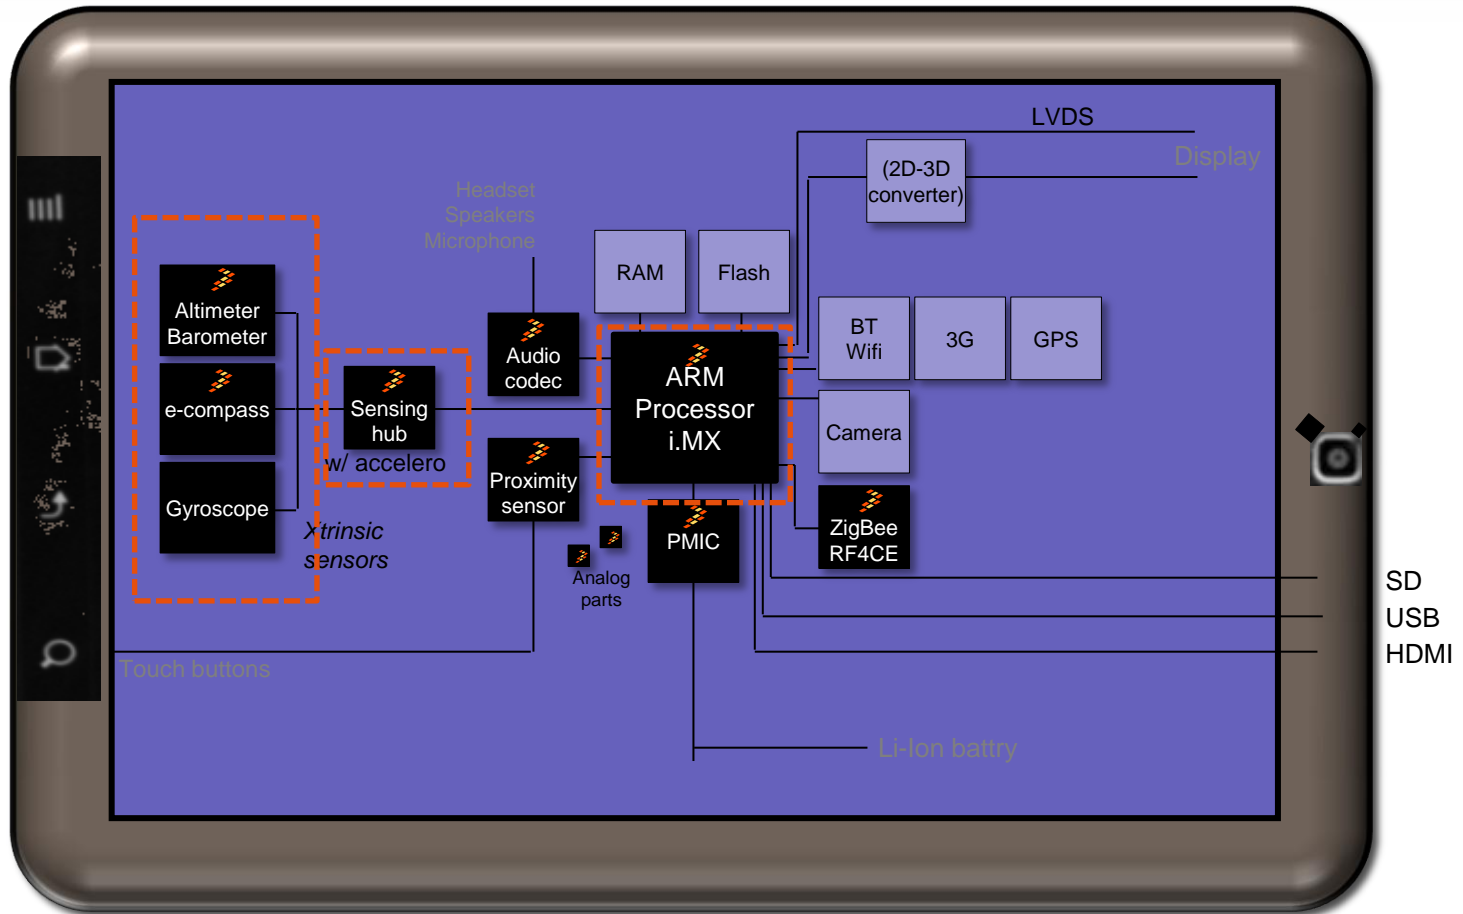 LVDS
Display
(2D-3D
converter)
Headset
Speakers
Microphone
RAM
Flash
Altimeter
Barometer
Audio
codec
BT
Wifi
3G
GPS
ARM
Processor
i.MX
e-compass
Sensing
hub
w/ accelero
Camera
Proximity
sensor
Gyroscope
Xtrinsic
sensors
PMIC
ZigBee
RF4CE
Analog
parts
SD
USB
HDMI
Touch buttons
Li-Ion battry